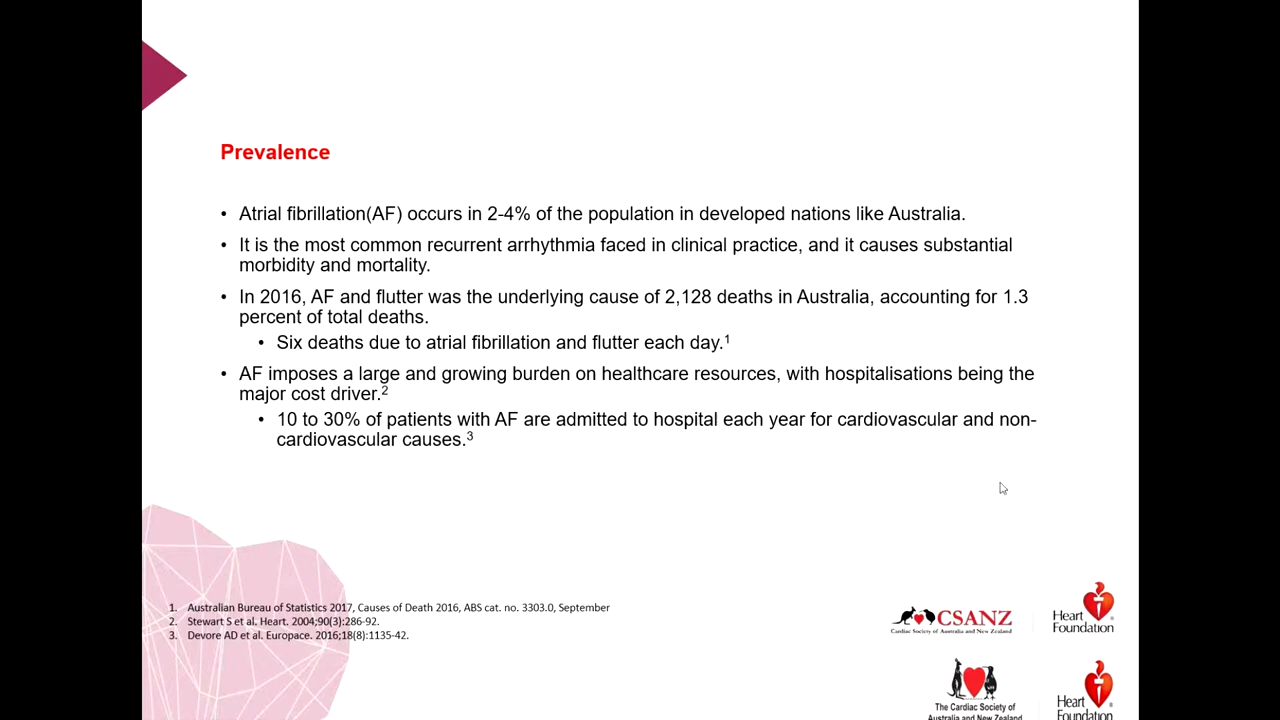 Prevalence
• Atrial fibrillation(AF) occurs in 2-4% of the population in developed nations like Australia.
• It is the most common recurrent arrhythmia faced in clinical practice, and it causes substantial
morbidity and mortality.
• In 2016, AF and flutter was the underlying cause of 2,128 deaths in Australia, accounting for 1.3
percent of total deaths.
• Six deaths due to atrial fibrillation and flutter each day.1
• AF imposes a large and growing burden on healthcare resources, with hospitalisations being the
major cost driver.2
• 10 to 30% of patients with AF are admitted to hospital each year for cardiovascular and non-
cardiovascular causes.3
1. Australian Bureau of Statistics 2017, Causes of Death 2016, ABS cat. no. 3303.0, September
2. Stewart S et al. Heart. 2004;90(3):286-92.
3. Devore AD et al. Europace. 2016;18(8):1135-42.
CSANZ
Cardiac Society of Australia and New Zealand
Heart
Foundation
The Cardiac Society of
Australia and New Zealand
Heart
Foundation